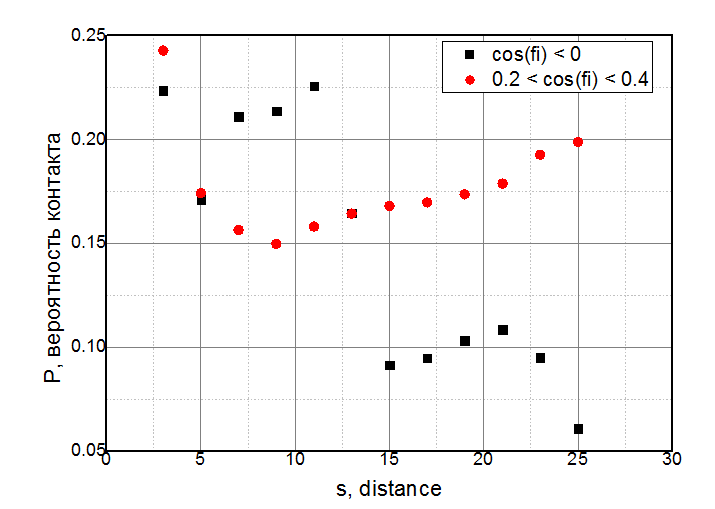 0.25
cos(fi) < 0
0.2 < cos(fi) < 0.4
0.20
0.15
0.10
0.05
P, вероятность контакта
0 5 10 15 20 25 30
s, distance